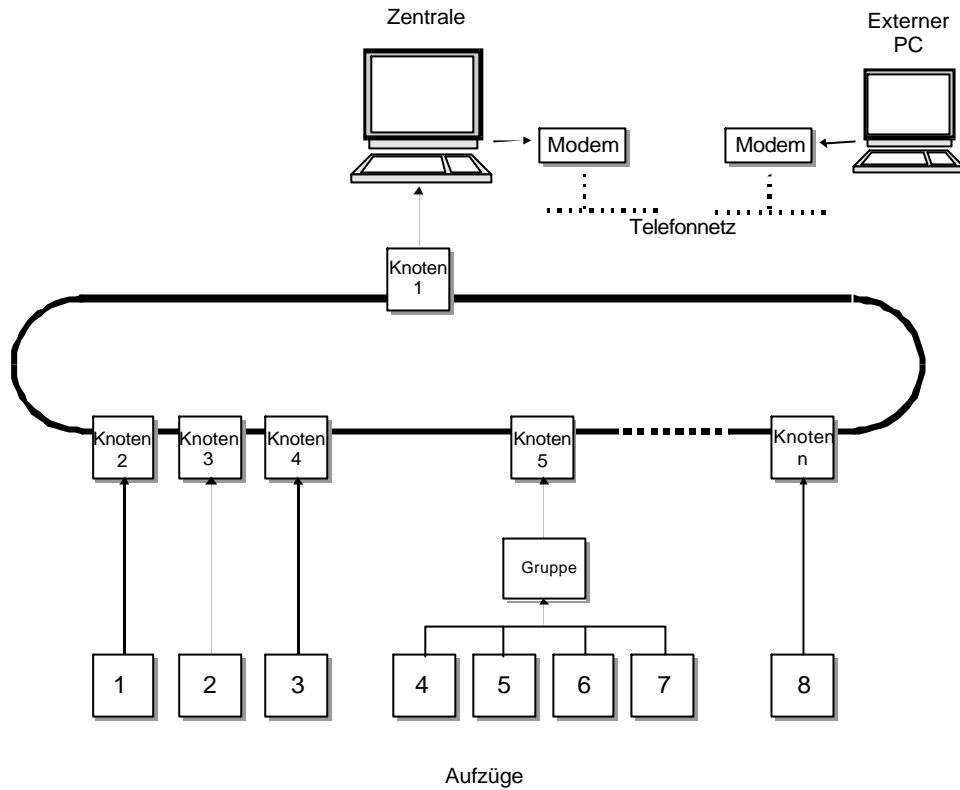 Zentrale
Externer
PC
Modem
Modem
Telefonnetz
Knoten
1
Knoten
2
Knoten
3
Knoten
4
Knoten
5
Knoten
n
Gruppe
1
2
3
4
5
6
7
8
Aufzüge